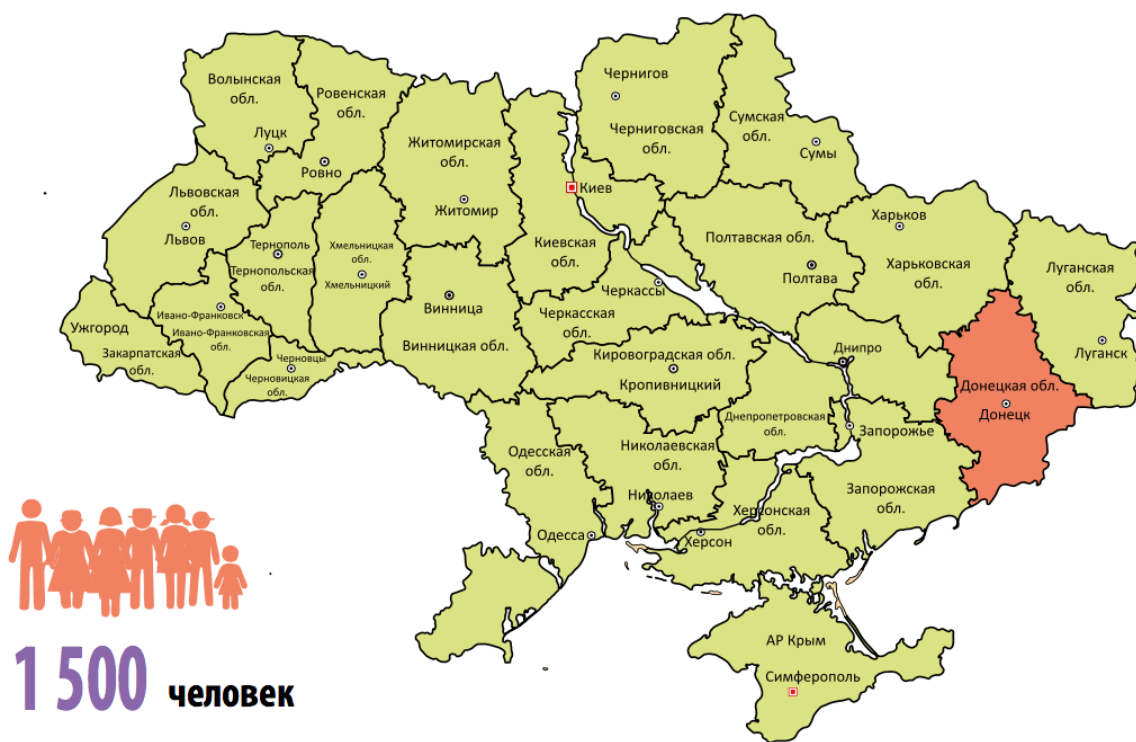 Волынская
обл.
Луцк
Ровенская
обл.
Ровно
Житомирская
обл.
Житомир
Чернигов
Черниговская
обл.
Сумская
обл.
Сумы
Киев
Киевская
обл.
Львовская
обл.
Львов
Тернополь
Тернопольская
обл.
Хмельницкая
обл.
Хмельницкий
Винница
Винницкая обл.
Черкассы
Черкасская
обл.
Полтавская обл.
Полтава
Харьков
Харьковская
обл.
Луганская
обл.
Луганск
Ужгород
Закарпатская
обл.
Ивано-Франковск
Ивано-Франковская
обл.
Черновцы
Черновицкая обл.
Кировоградская обл.
Кропивницкий
Днипро
Днепропетровская
обл.
Донецкая обл.
Донецк
Запорожье
Запорожская
обл.
Одесская
обл.
Одесса
Николаевская
обл.
Николаев
Херсонская
обл.
Херсон
АР Крым
Симферополь
1 500 человек